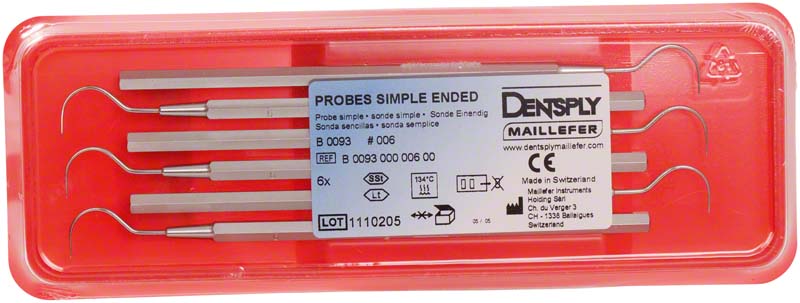 PROBES SIMPLE ENDED
Probe simple • sonde simple • Sonde Einendig
Sonda sencillas • sonda semplice
B 0093 # 006
REF B 0093 000 006 00
6x
SSt
Lt
134°C
LOT 1110205
05 / 05
DENTSPLY
MAILLEFER
www.dentsplymaillefer.com
CE
Made in Switzerland
Maillefer Instruments
Holding Sàrl
Ch. du Verger 3
CH - 1338 Ballaigues
Switzerland